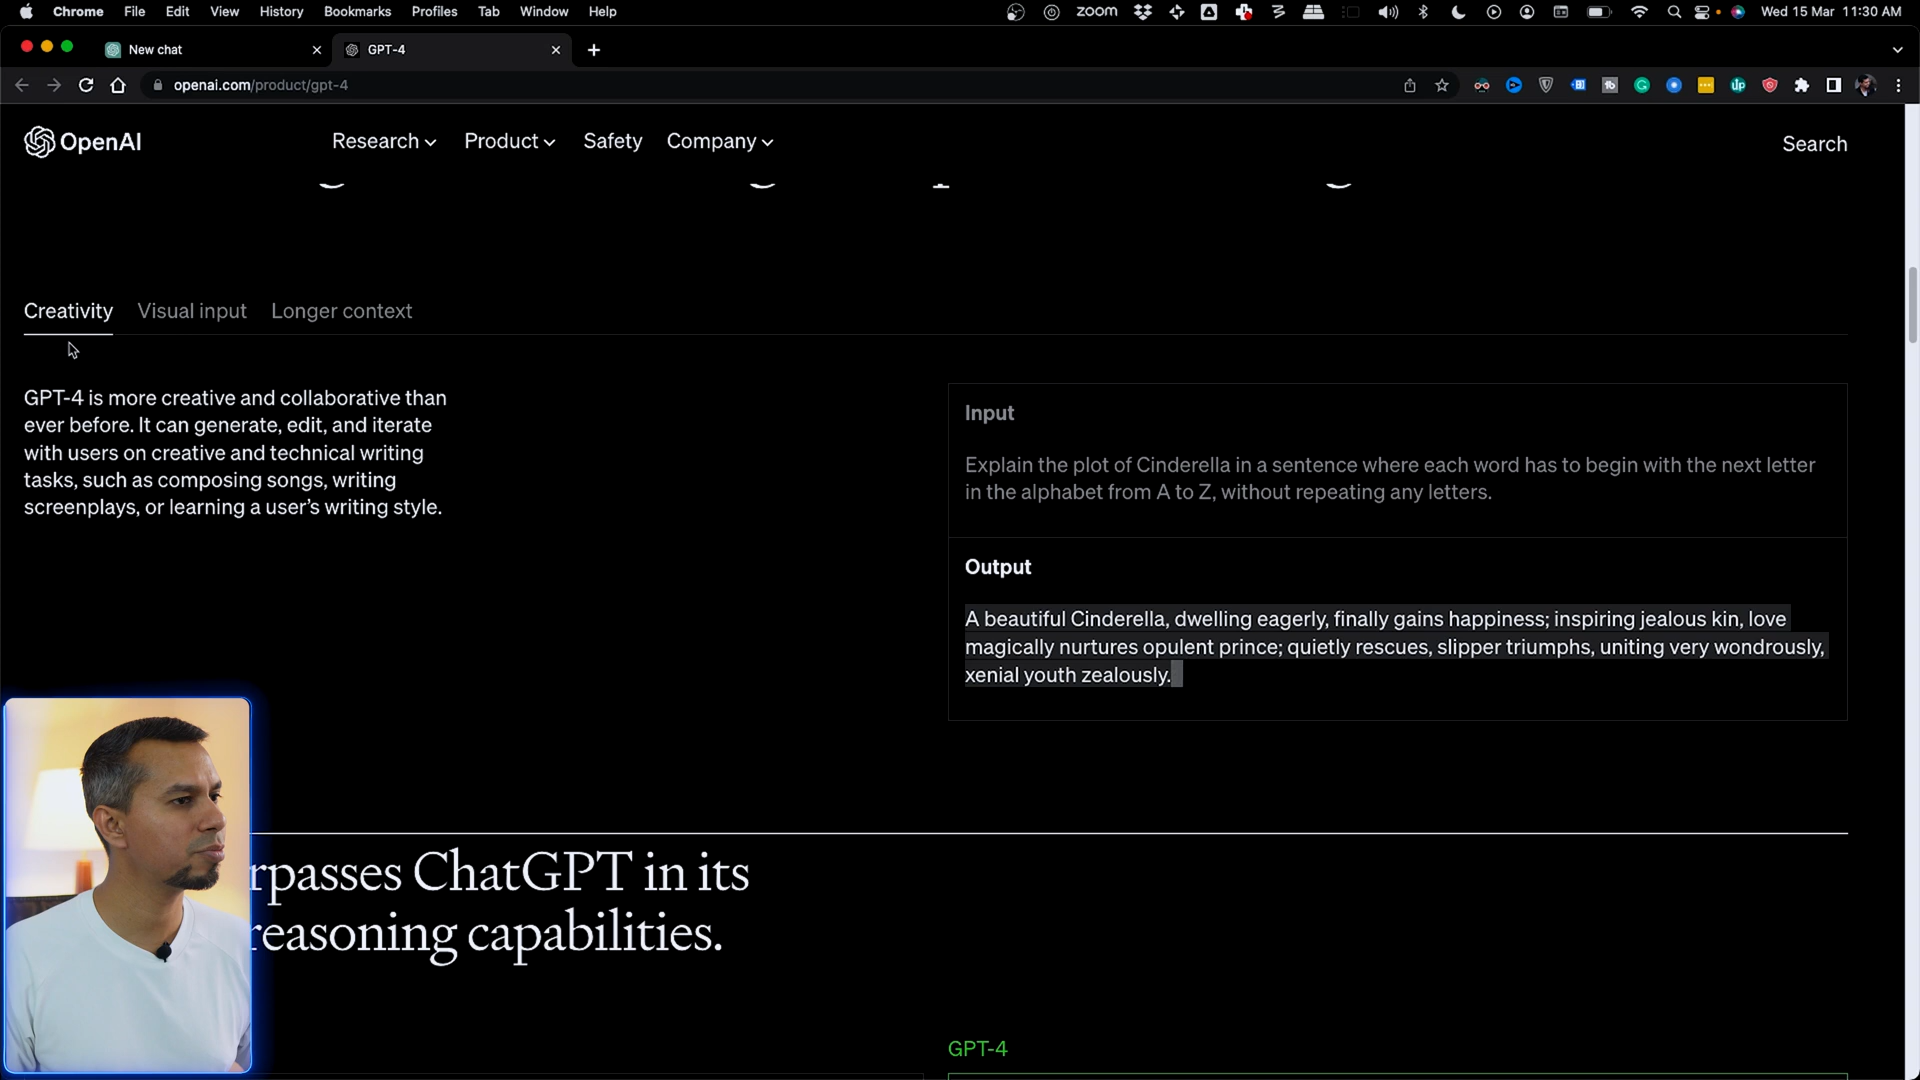 Chrome File Edit View History Bookmarks Profiles Tab Window Help zoom Wed 15 Mar 11:30 AM
New chat GPT-4
openai.com/product/gpt-4
OpenAI Research Product Safety Company Search
Creativity Visual input Longer context
GPT-4 is more creative and collaborative than
ever before. It can generate, edit, and iterate
with users on creative and technical writing
tasks, such as composing songs, writing
screenplays, or learning a user's writing style.
Input
Explain the plot of Cinderella in a sentence where each word has to begin with the next letter
in the alphabet from A to Z, without repeating any letters.
Output
A beautiful Cinderella, dwelling eagerly, finally gains happiness; inspiring jealous kin, love
magically nurtures opulent prince; quietly rescues, slipper triumphs, uniting very wondrously,
xenial youth zealously.
rpasses ChatGPT in its
reasoning capabilities.
GPT-4